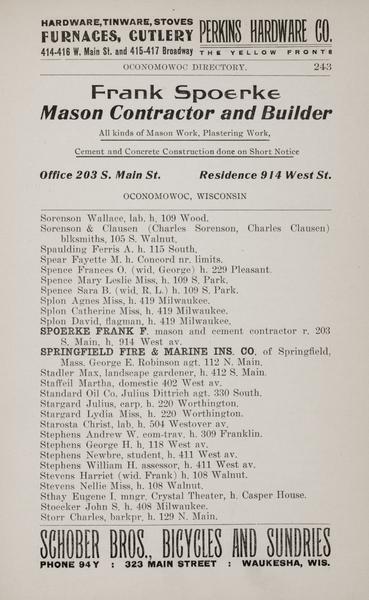 HARDWARE, TINWARE, STOVES
FURNACES, CUTLERY
414-416 W. Main St. and 415-417 Broadway
PERKINS HARDWARE CO.
THE YELLOW FRONTS
OCONOMOWOC DIRECTORY. 243
Frank Spoerke
Mason Contractor and Builder
All kinds of Mason Work, Plastering Work,
Cement and Concrete Construction done on Short Notice
Office 203 S. Main St. Residence 914 West St.
OCONOMOWOC, WISCONSIN
Sorenson Wallace, lab, h. 109 Wood.
Sorenson & Clausen (Charles Sorenson, Charles Clausen)
blksmiths, 105 S. Walnut.
Spaulding Ferris A. h. 115 South.
Spear Fayette M. h. Concord nr. limits.
Spence Frances O. (wid, George) h. 229 Pleasant.
Spence Mary Leslie Miss, h. 109 S. Park.
Spence Sara B. (wid, R. L.) h. 109 S. Park.
Splon Agnes Miss, h. 419 Milwaukee.
Splon Catherine Miss, h. 419 Milwaukee.
Splon David, flagman, h. 419 Milwaukee.
SPOERKE FRANK F. mason and cement contractor r. 203
S. Main, h. 914 West av.
SPRINGFIELD FIRE & MARINE INS. CO. of Springfield,
Mass. George E. Robinson agt. 112 N. Main.
Stadler Max, landscape gardener, h. 412 S. Main.
Staffeil Martha, domestic 402 West av.
Standard Oil Co. Julius Dittrich agt. 330 South.
Stargard Julius, carp, h. 220 Worthington.
Stargard Lydia Miss, h. 220 Worthington.
Starosta Christ, lab, h. 504 Westover av.
Stephens Andrew W. com-trav, h. 309 Franklin.
Stephens George H. h. 118 West av.
Stephens Newbre, student, h. 411 West av.
Stephens William H. assessor, h. 411 West av.
Stevens Harriet (wid. Frank) h. 108 Walnut.
Stevens Nellie Miss, h. 108 Walnut.
Sthay Eugene I. mngr. Crystal Theater, h. Casper House.
Stoecker John S. h. 408 Milwaukee.
Storr Charles, barkpr, h. 129 N. Main.
SCHOBER BROS., BICYCLES AND SUNDRIES
PHONE 94Y : 323 MAIN STREET : WAUKESHA, WIS.